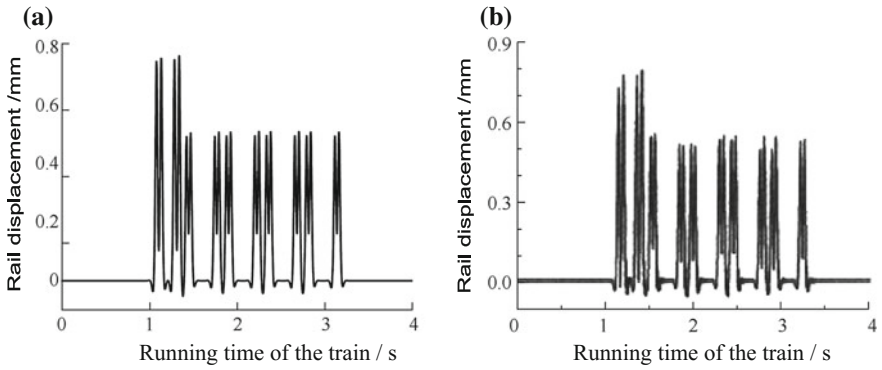 (a)
Rail displacement /mm
0.8
0.6
0.4
0.2
0
0 1 2 3 4
Running time of the train / s
(b)
Rail displacement /mm
0.9
0.6
0.3
0.0
0 1 2 3 4
Running time of the train / s